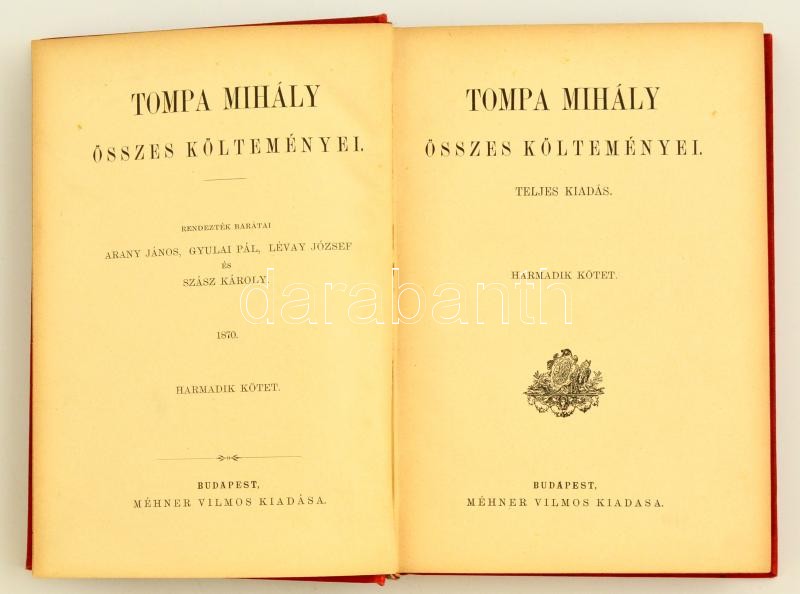 TOMPA MIHÁLY
ÖSSZES KÖLTEMÉNYEI.
RENDEZTÉK BARÁTAI
ARANY JÁNOS, GYULAI PÁL, LÉVAY JÓZSEF
ÉS
SZÁSZ KÁROLY.
1870.
HARMADIK KÖTET.
BUDAPEST,
MÉHNER VILMOS KIADÁSA.
TOMPA MIHÁLY
ÖSSZES KÖLTEMÉNYEI.
TELJES KIADÁS.
HARMADIK KÖTET.
BUDAPEST,
MÉHNER VILMOS KIADASA.
darabanth